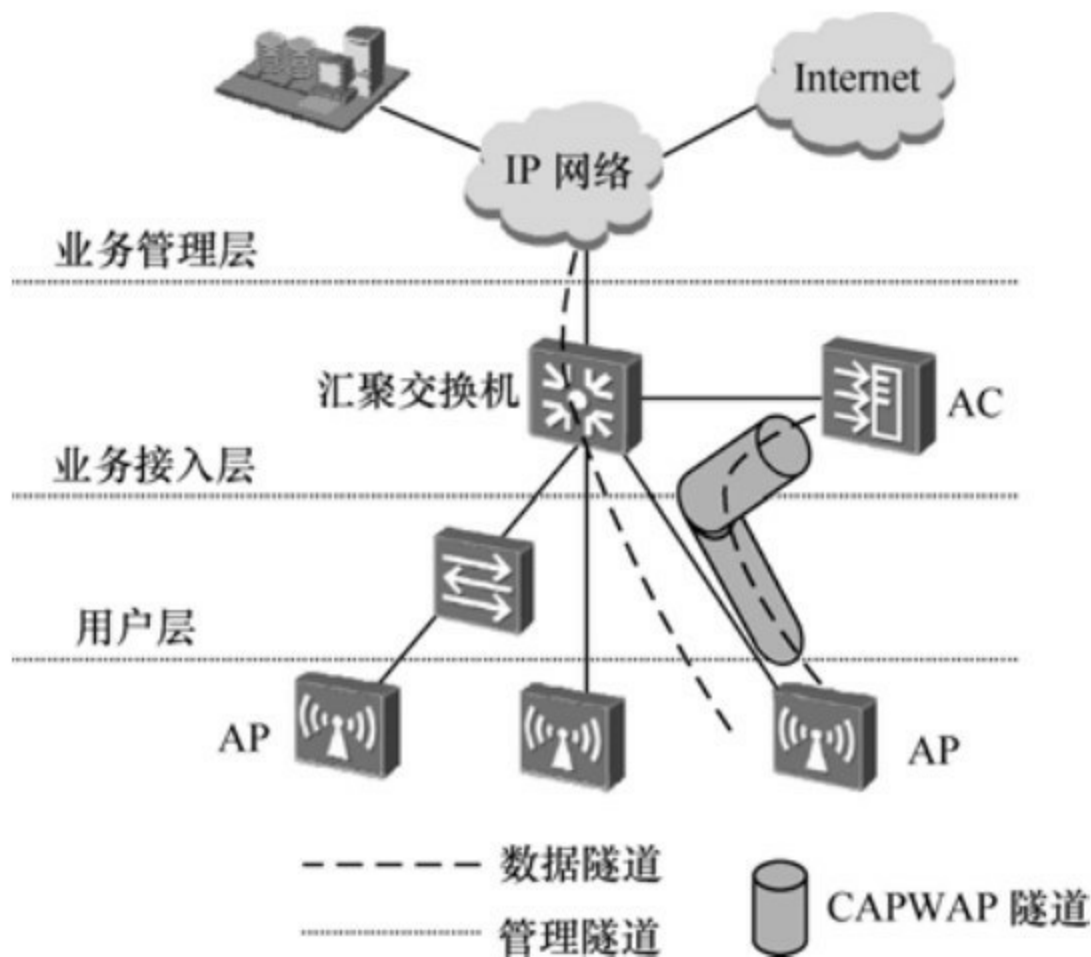 Internet
IP 网络
业务管理层
汇聚交换机
AC
业务接入层
用户层
AP
AP
数据隧道
CAPWAP 隧道
管理隧道